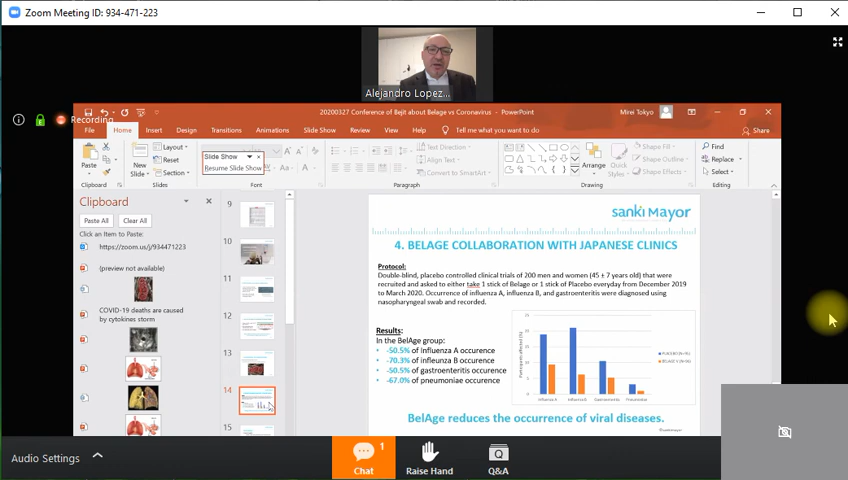 Zoom Meeting ID: 934-471-223
Alejandro Lopez...
Recording
20200327 Conference of Bejit about Belage vs Coronavirus - PowerPoint
Mirei Tokyo
File Home Insert Design Transitions Animations Slide Show Review View Help Tell me what you want to do Share
Paste
New Slide
Layout
Reset
Section
Slide Show
Resume Slide Show
Text Direction
Align Text
Convert to SmartArt
Arrange
Quick Styles
Shape Fill
Shape Outline
Shape Effects
Find
Replace
Select
Clipboard Slides Font Paragraph Drawing Editing
Clipboard
Paste All Clear All
Click an Item to Paste:
https://zoom.us/j/934471223
(preview not available)
COVID-19 deaths are caused by cytokines storm
9
10
11
12
13
14
15
sanki Mayor
4. BELAGE COLLABORATION WITH JAPANESE CLINICS
Protocol:
Double-blind, placebo controlled clinical trials of 200 men and women (45 ± 7 years old) that were
recruited and asked to either take 1 stick of Belage or 1 stick of Placebo everyday from December 2019
to March 2020. Occurence of influenza A, influenza B, and gastroenteritis were diagnosed using
nasopharyngeal swab and recorded.
Results:
In the BelAge group:
• -50.5% of influenza A occurence
• -70.3% of infleunza B occurence
• -50.5% of gastroenteritis occurence
• -67.0% of pneumoniae occurence
Participants affected (%)
Influenza A Influenza B Gastroenteritis Pneumoniae
BelAge reduces the occurrence of viral diseases.
Audio Settings
1
Chat
Raise Hand
Q&A